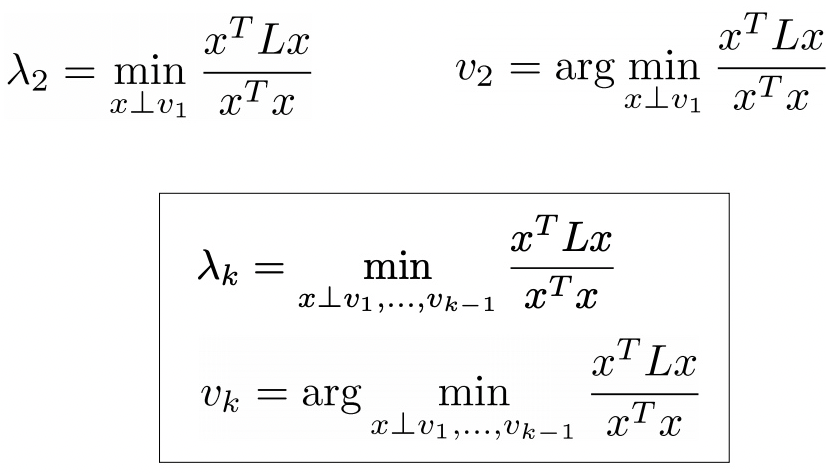 λ₂ = min_{x⊥v₁} xᵀLx / xᵀx    v₂ = arg min_{x⊥v₁} xᵀLx / xᵀx
λₖ = min_{x⊥v₁,...,vₖ₋₁} xᵀLx / xᵀx
vₖ = arg min_{x⊥v₁,...,vₖ₋₁} xᵀLx / xᵀx